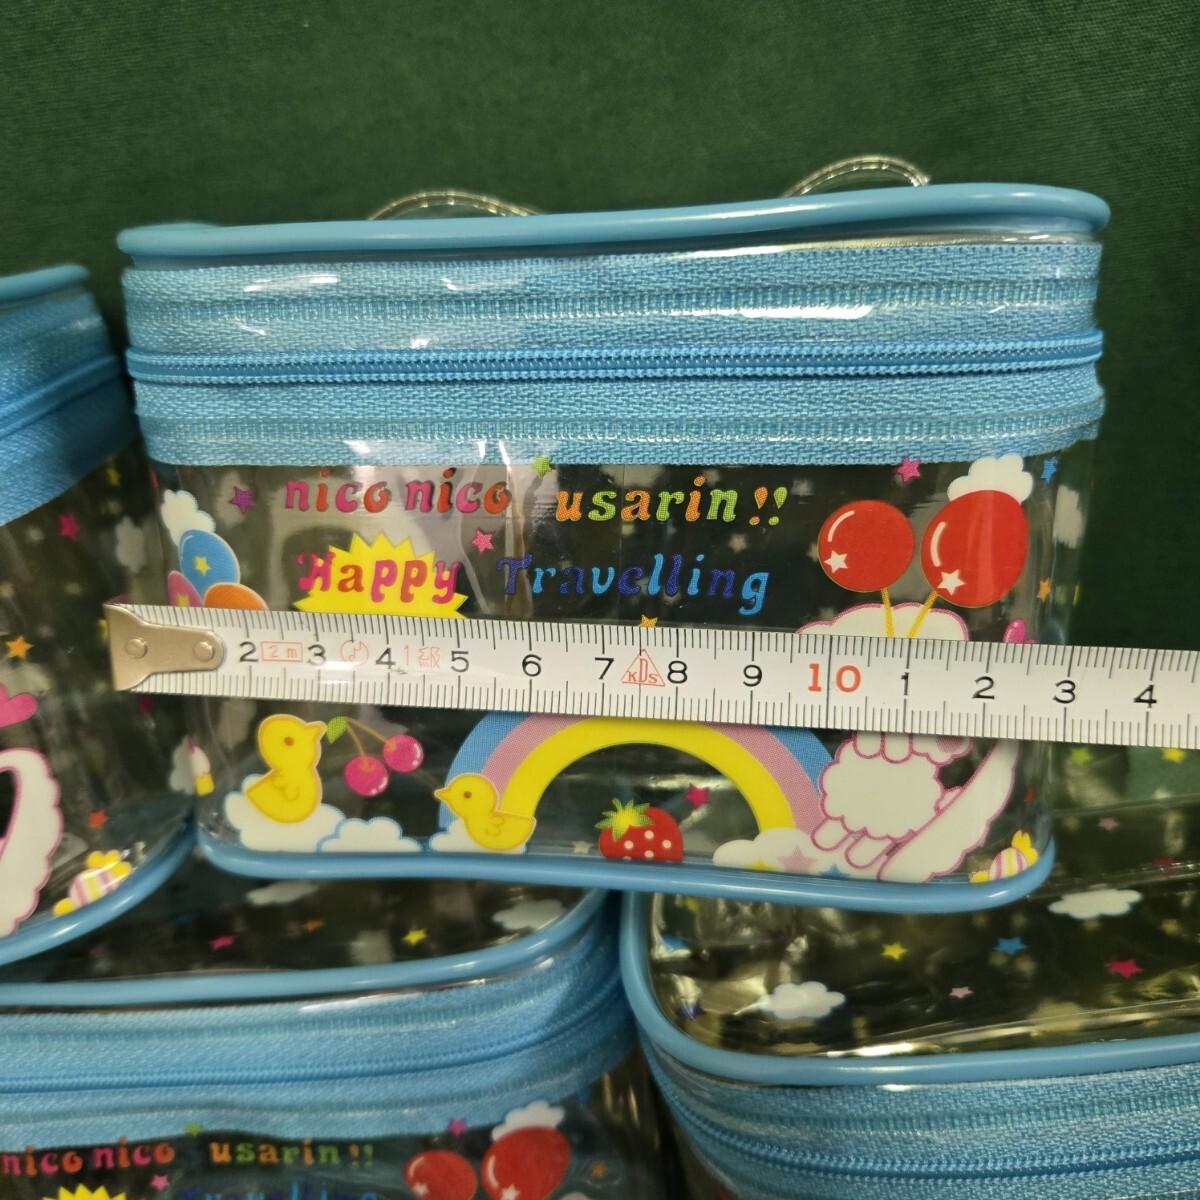 nico nico usarin!!
Happy Travelling
2 2m 3 4 1級 5 6 7 KDS 8 9 10 1 2 3 4
nico nico usarin!!
Travelling